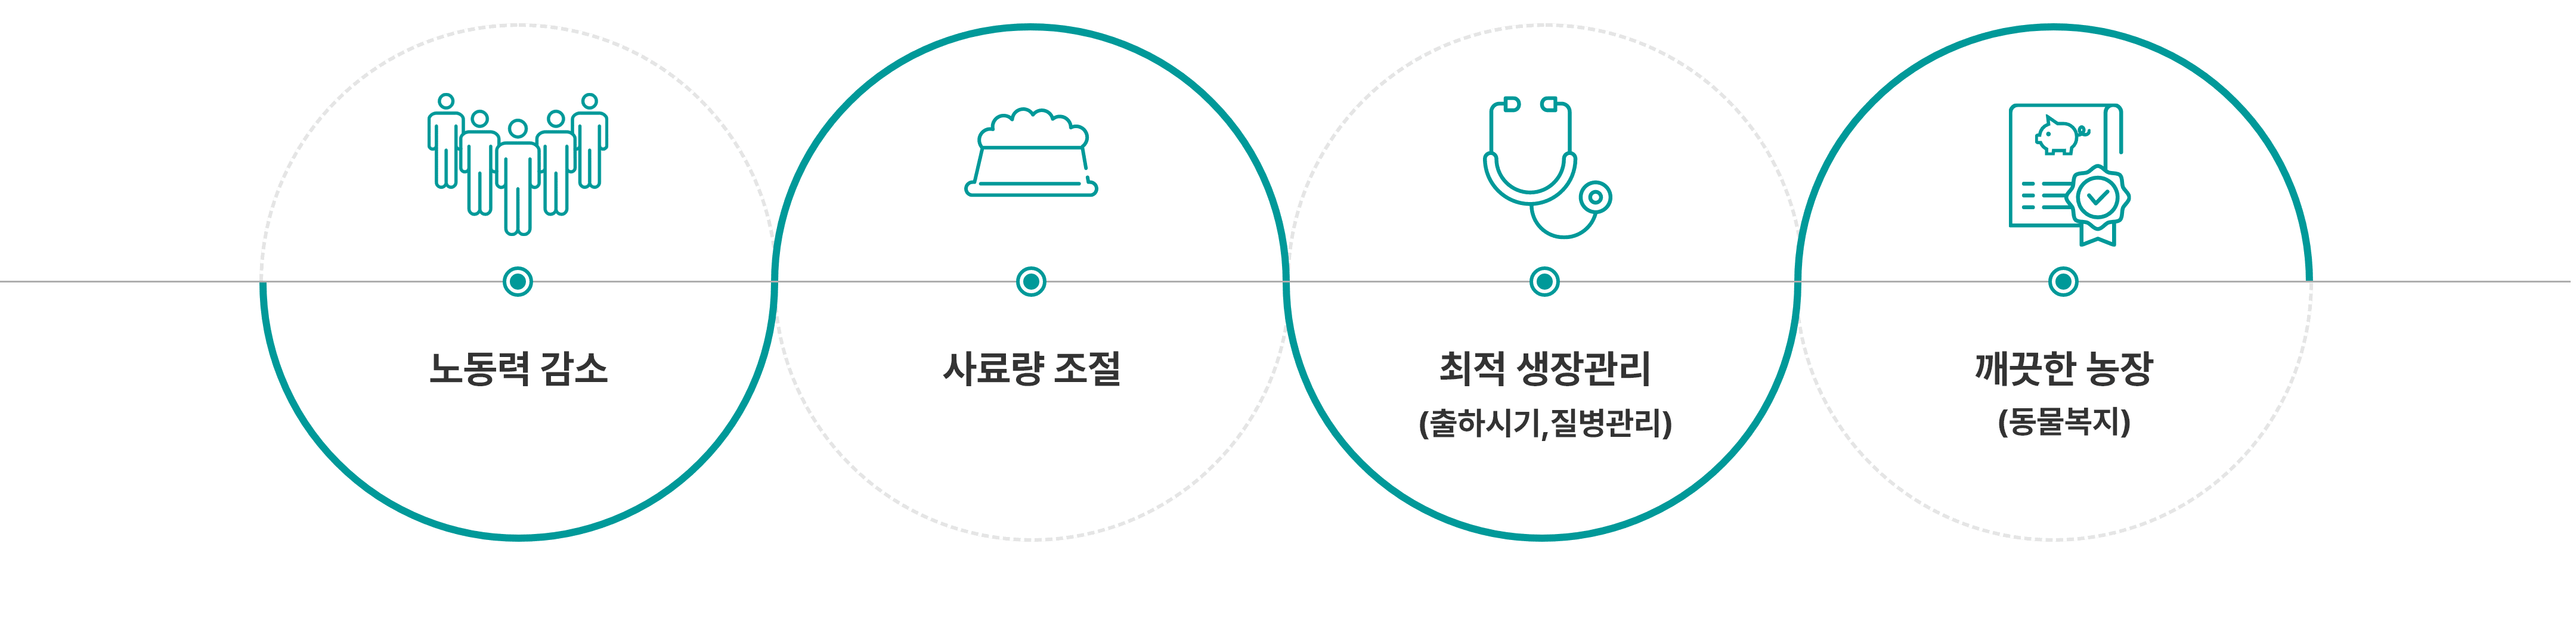 노동력 감소
사료량 조절
최적 생장관리
(출하시기,질병관리)
깨끗한 농장
(동물복지)